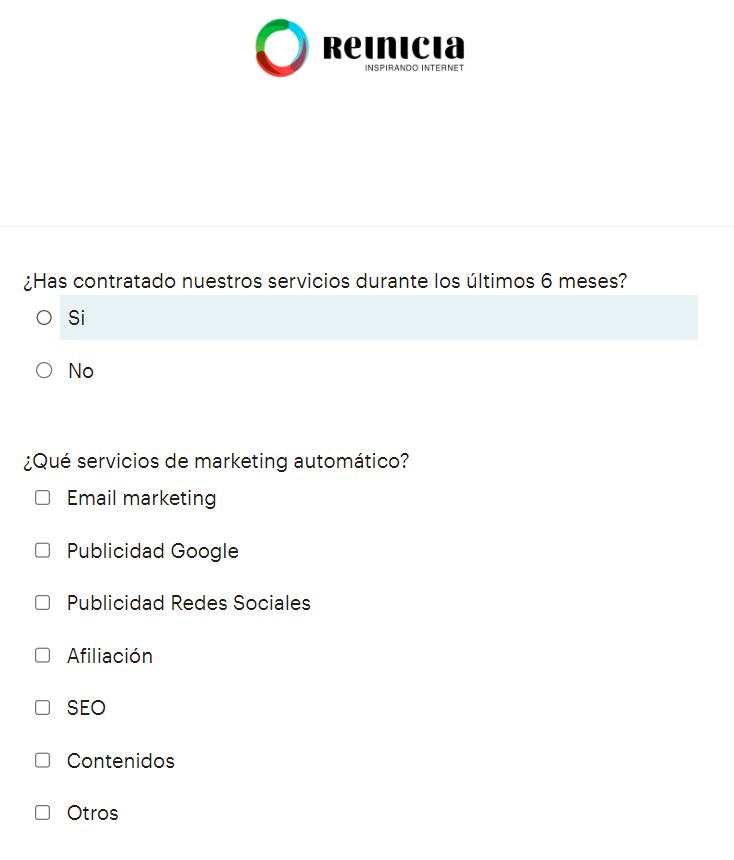 Reinicia
INSPIRANDO INTERNET
¿Has contratado nuestros servicios durante los últimos 6 meses?
Si
No
¿Qué servicios de marketing automático?
Email marketing
Publicidad Google
Publicidad Redes Sociales
Afiliación
SEO
Contenidos
Otros